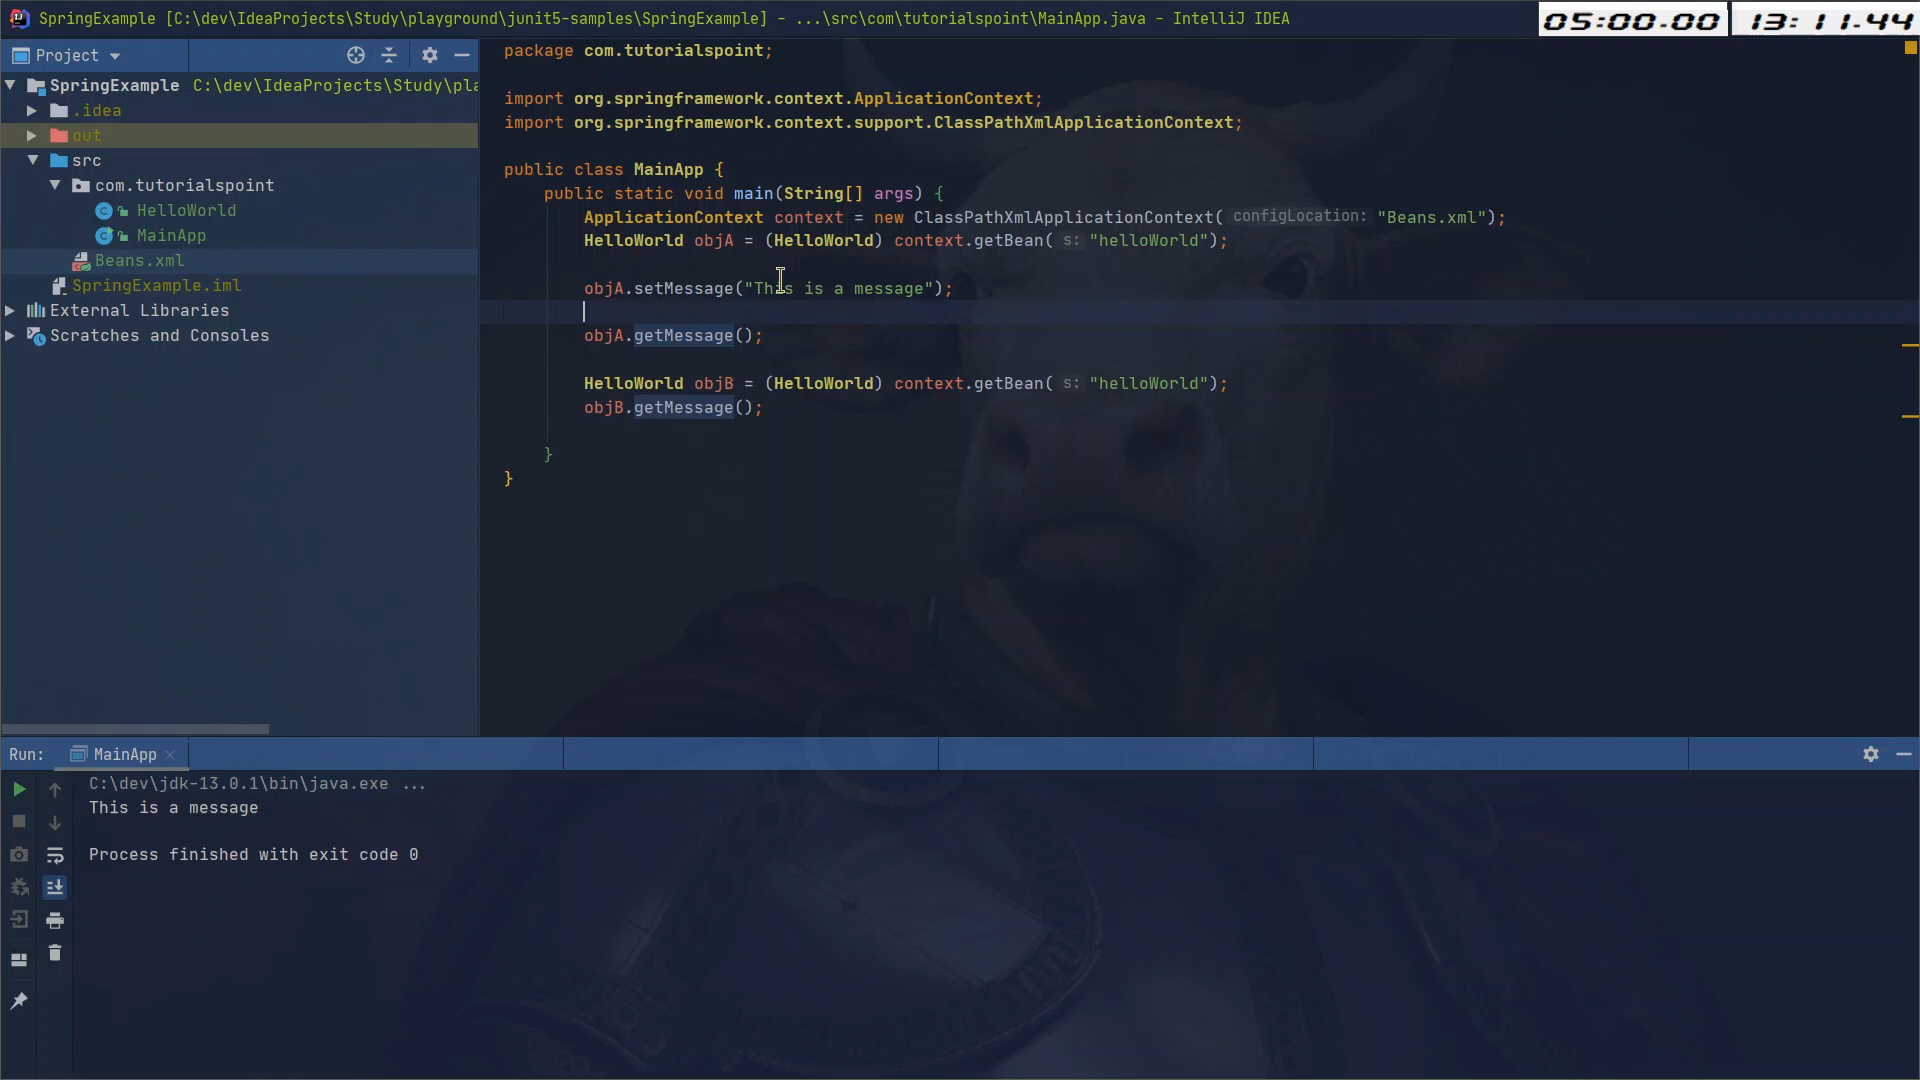 SpringExample [C:\dev\IdeaProjects\Study\playground\junit5-samples\SpringExample] - ...\src\com\tutorialspoint\MainApp.java - IntelliJ IDEA
05:00.00
13:11.44
Project
SpringExample C:\dev\IdeaProjects\Study\pla
.idea
out
src
com.tutorialspoint
HelloWorld
MainApp
Beans.xml
SpringExample.iml
External Libraries
Scratches and Consoles
package com.tutorialspoint;
import org.springframework.context.ApplicationContext;
import org.springframework.context.support.ClassPathXmlApplicationContext;
public class MainApp {
public static void main(String[] args) {
ApplicationContext context = new ClassPathXmlApplicationContext( configLocation: "Beans.xml");
HelloWorld objA = (HelloWorld) context.getBean( s: "helloWorld");
objA.setMessage("This is a message");
objA.getMessage();
HelloWorld objB = (HelloWorld) context.getBean( s: "helloWorld");
objB.getMessage();
}
}
Run: MainApp
C:\dev\jdk-13.0.1\bin\java.exe ...
This is a message
Process finished with exit code 0